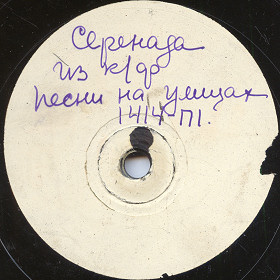 Серенада
из к/ф
песни на улицах
1414-П1.